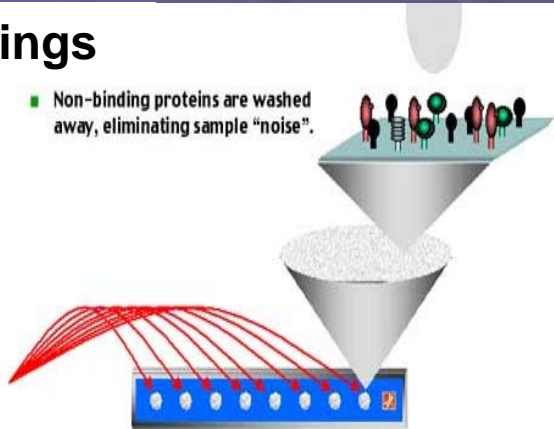 ings
Non-binding proteins are washed
away, eliminating sample "noise".